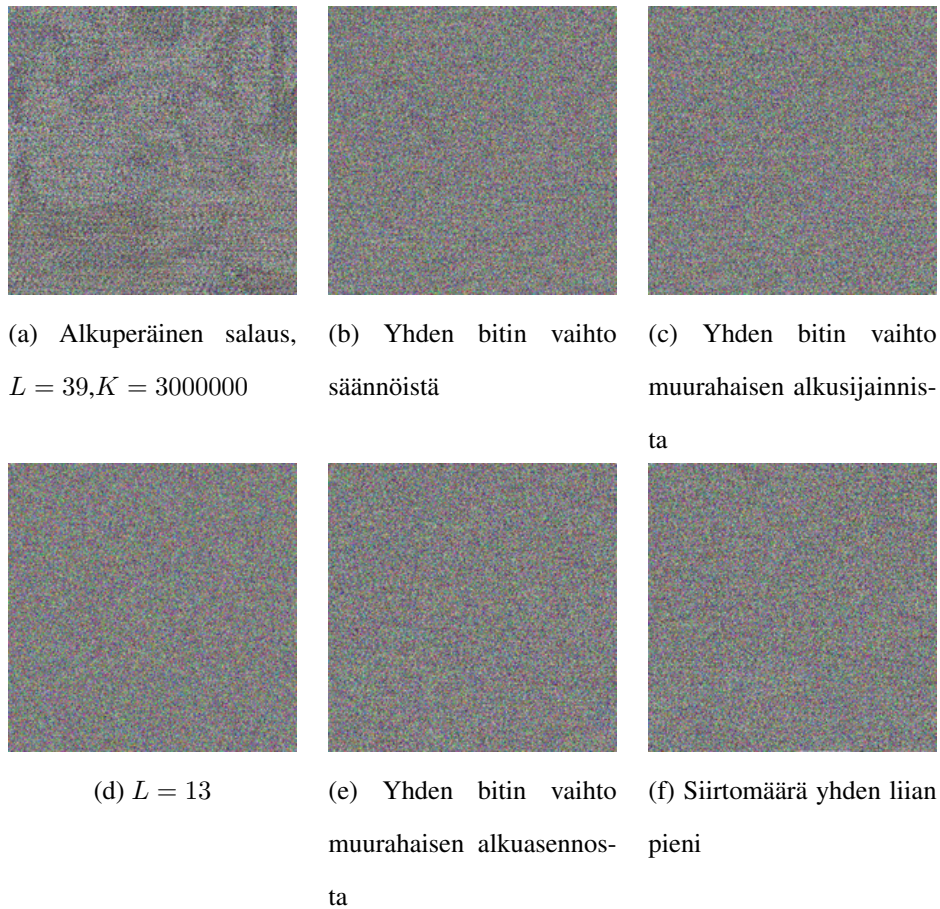 (a) Alkuperäinen salaus,
L = 39,K = 3000000
(b) Yhden bitin vaihto
säännöistä
(c) Yhden bitin vaihto
muurahaisen alkusijainnis-
ta
(d) L = 13
(e) Yhden bitin vaihto
muurahaisen alkuasennos-
ta
(f) Siirtomäärä yhden liian
pieni